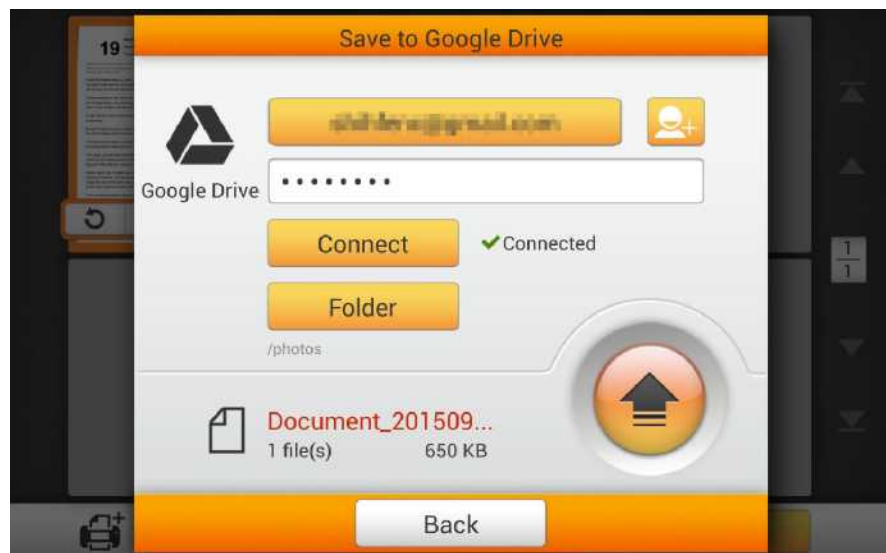 Save to Google Drive
19
Google Drive
••••••••
Connect
Connected
Folder
/photos
1
1
Document_201509...
1 file(s) 650 KB
Back